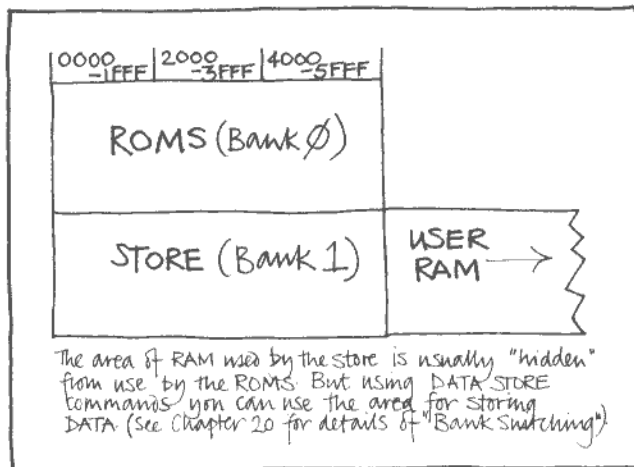 0000 -1FFF 2000 -3FFF 4000 -5FFF
ROMS (Bank Ø)
STORE (Bank 1)
USER RAM →
The area of RAM used by the store is usually "hidden"
from use by the ROMS. But using DATA STORE
commands you can use the area for storing
DATA. (See Chapter 20 for details of "Bank Switching")